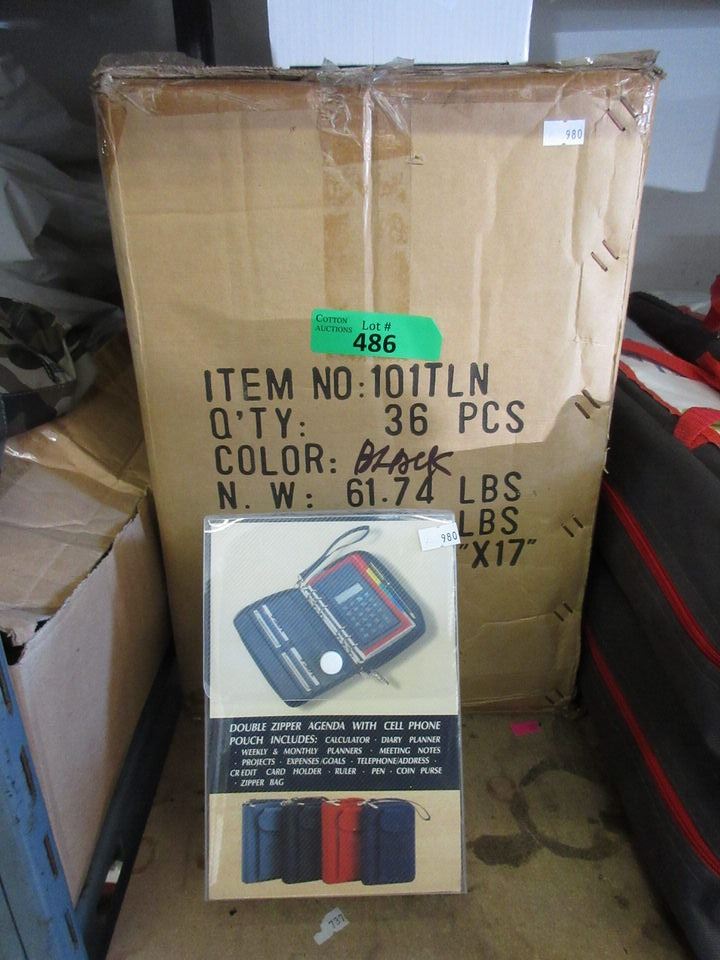 980
COTTON
AUCTIONS
Lot #
486
ITEM NO: 101TLN
Q'TY: 36 PCS
COLOR: BLACK
N. W: 61.74 LBS
LBS
"X17"
980
DOUBLE ZIPPER AGENDA WITH CELL PHONE
POUCH INCLUDES: CALCULATOR · DIARY PLANNER
· WEEKLY & MONTHLY PLANNERS · MEETING NOTES
· PROJECTS · EXPENSES/GOALS · TELEPHONE/ADDRESS ·
CREDIT CARD HOLDER · RULER · PEN · COIN PURSE
· ZIPPER BAG
737